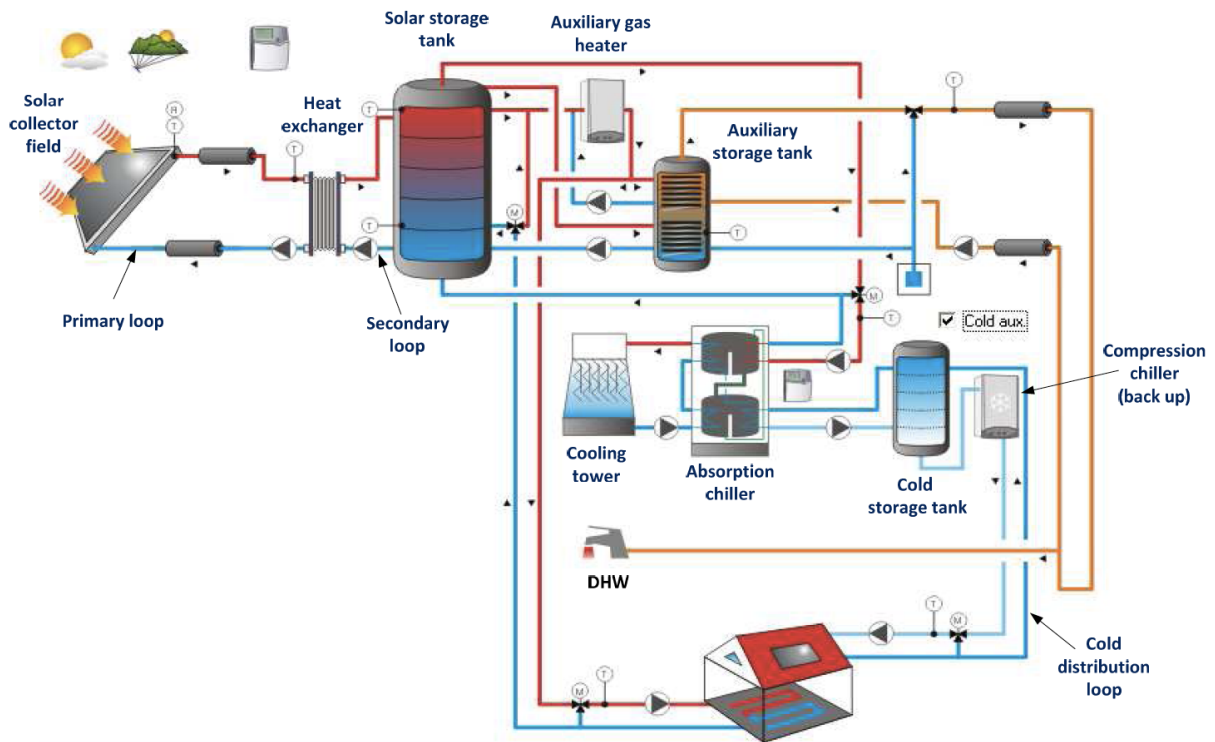 Solar storage
tank
Auxiliary gas
heater
Solar
collector
field
Heat
exchanger
R
T
T
T
T
Auxiliary
storage tank
T
M
T
Primary loop
Secondary
loop
M
T
Cold aux.
Compression
chiller
(back up)
Cooling
tower
Absorption
chiller
Cold
storage tank
DHW
T
M
Cold
distribution
loop
M
T